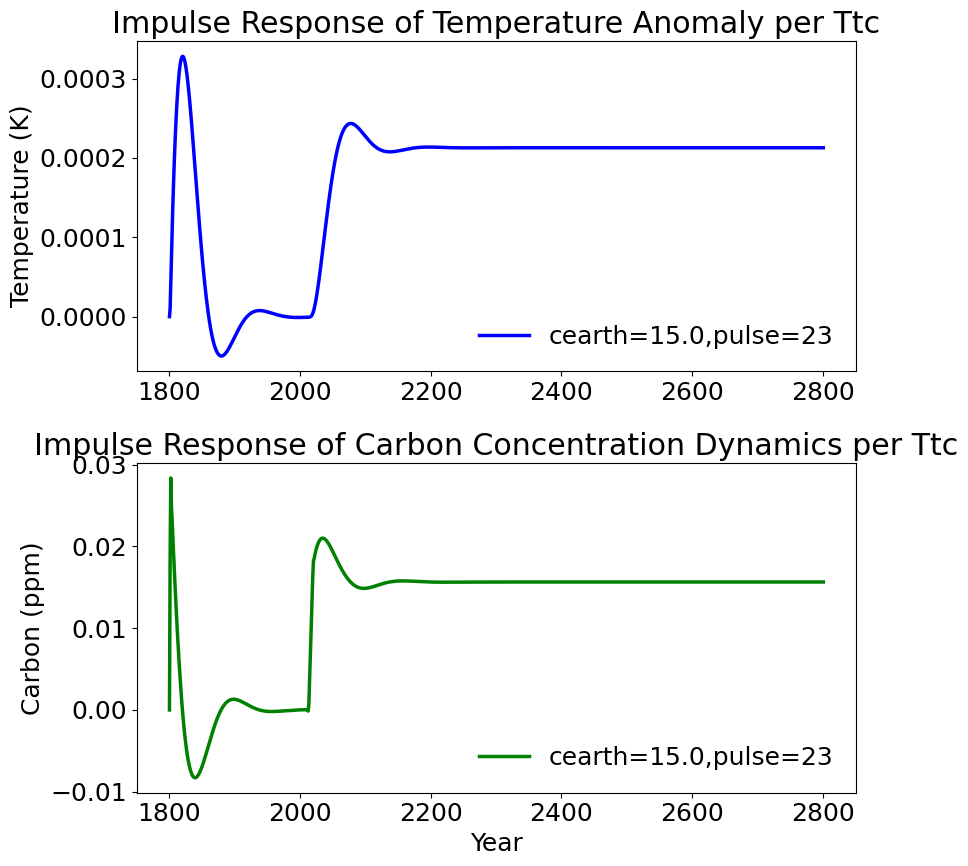 Impulse Response of Temperature Anomaly per Ttc
Temperature (K)
0.0003
0.0002
0.0001
0.0000
cearth=15.0,pulse=23
1800 2000 2200 2400 2600 2800
Impulse Response of Carbon Concentration Dynamics per Ttc
Carbon (ppm)
0.03
0.02
0.01
0.00
−0.01
cearth=15.0,pulse=23
1800 2000 2200 2400 2600 2800
Year